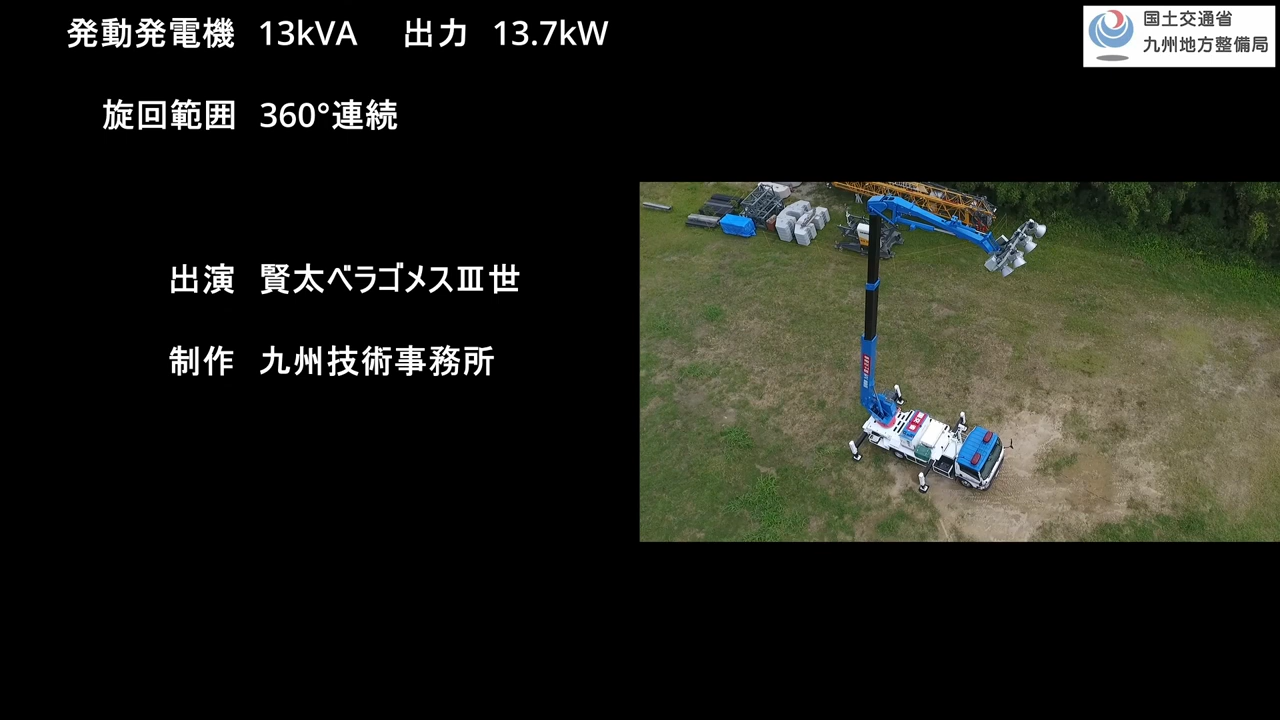 発動発電機 13kVA 出力 13.7kW
旋回範囲 360°連続
出演 賢太ベラゴメスⅢ世
制作 九州技術事務所
国土交通省
九州地方整備局